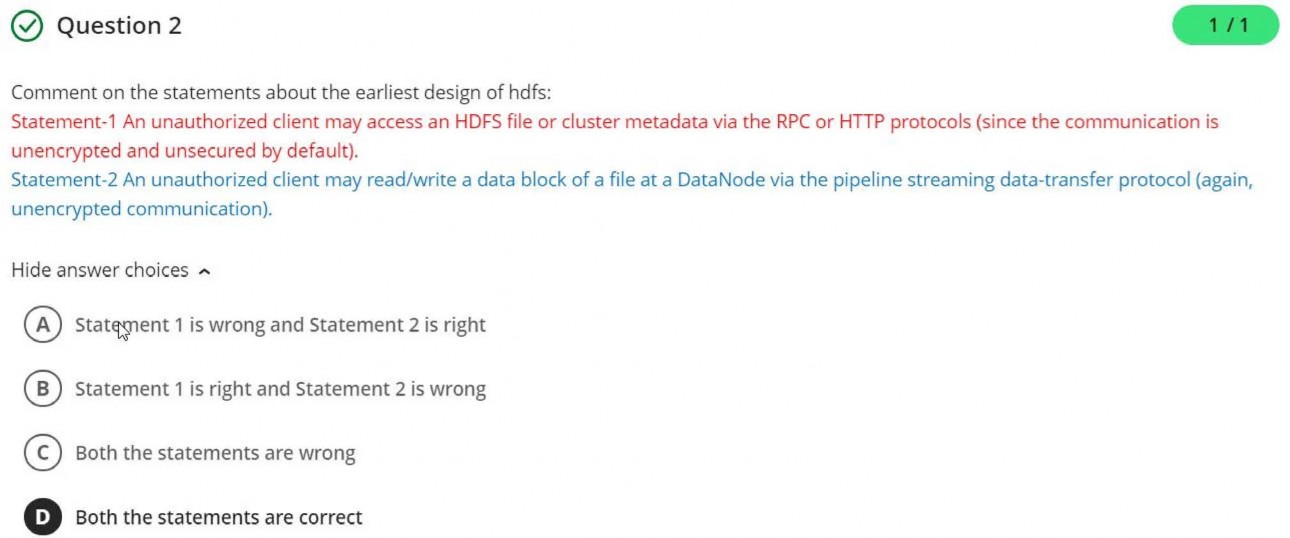 Question 2
1 / 1
Comment on the statements about the earliest design of hdfs:
Statement-1 An unauthorized client may access an HDFS file or cluster metadata via the RPC or HTTP protocols (since the communication is
unencrypted and unsecured by default).
Statement-2 An unauthorized client may read/write a data block of a file at a DataNode via the pipeline streaming data-transfer protocol (again,
unencrypted communication).
Hide answer choices
A Statement 1 is wrong and Statement 2 is right
B Statement 1 is right and Statement 2 is wrong
C Both the statements are wrong
D Both the statements are correct